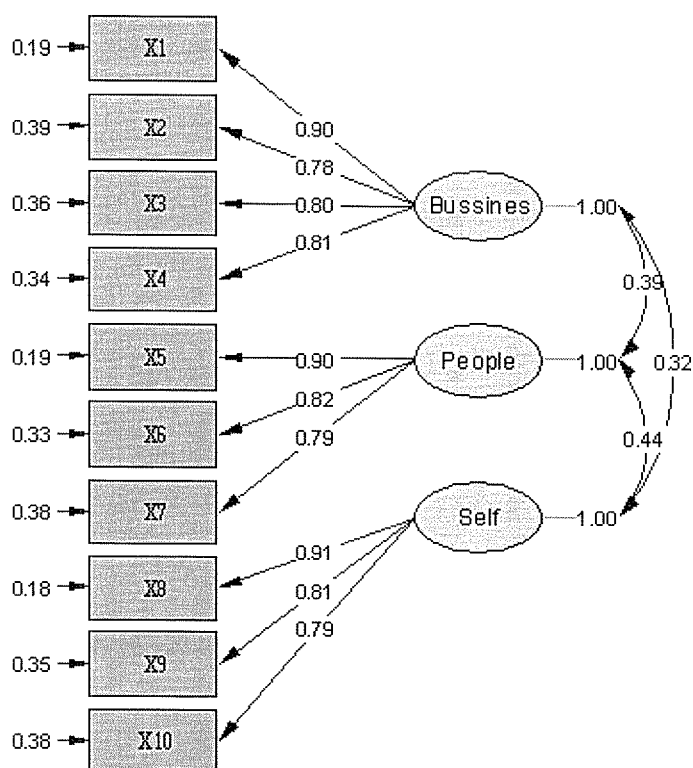 0.19 X1
0.90
0.39 X2
0.78
0.36 X3 0.80 Bussines 1.00
0.81
0.34 X4 0.39
0.19 X5 0.90 People 1.00 0.32
0.82
0.33 X6 0.79 0.44
0.38 X7 Self 1.00
0.91
0.18 X8 0.81
0.79
0.35 X9
0.38 X10